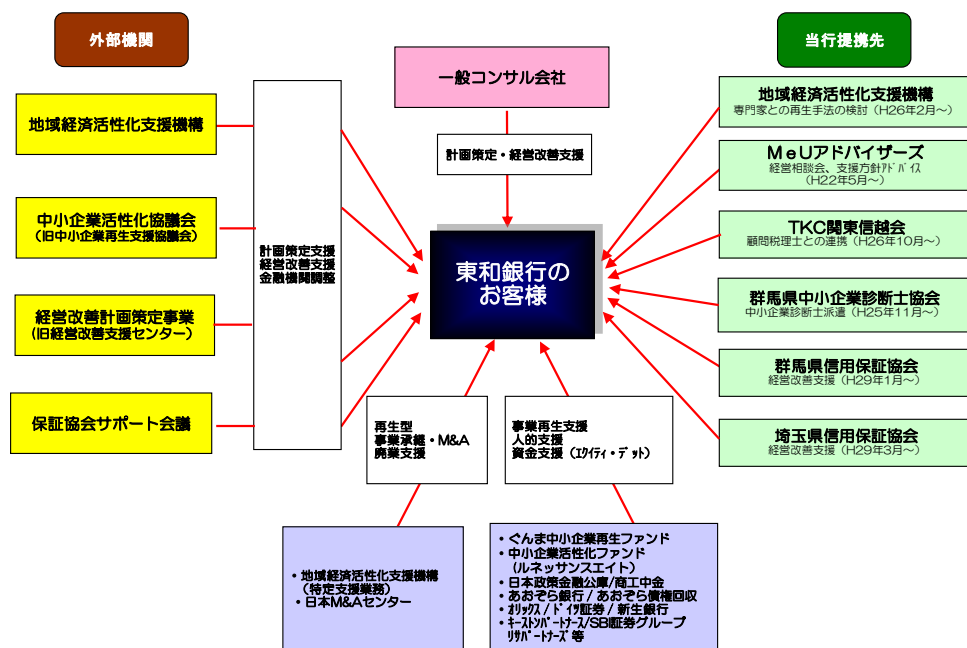 外部機関
当行提携先
一般コンサル会社
計画策定・経営改善支援
地域経済活性化支援機構
中小企業活性化協議会
(旧中小企業再生支援協議会)
経営改善計画策定事業
(旧経営改善支援センター)
保証協会サポート会議
計画策定支援
経営改善支援
金融機関調整
東和銀行の
お客様
地域経済活性化支援機構
専門家との再生手法の検討(H26年2月~)
MeUアドバイザーズ
経営相談会、支援方針アドバイス
(H22年5月~)
TKC関東信越会
顧問税理士との連携(H26年10月~)
群馬県中小企業診断士協会
中小企業診断士派遣(H25年11月~)
群馬県信用保証協会
経営改善支援(H29年1月~)
埼玉県信用保証協会
経営改善支援(H29年3月~)
再生型
事業承継・M&A
廃業支援
事業再生支援
人的支援
資金支援(エクイティ・デット)
・地域経済活性化支援機構
(特定支援業務)
・日本M&Aセンター
・ぐんま中小企業再生ファンド
・中小企業活性化ファンド
(ルネッサンスエイト)
・日本政策金融公庫/商工中金
・あおぞら銀行/あおぞら債権回収
・オリックス/ドイツ証券/新生銀行
・キーストンパートナース/SBI証券グループ
リサパートナーズ等